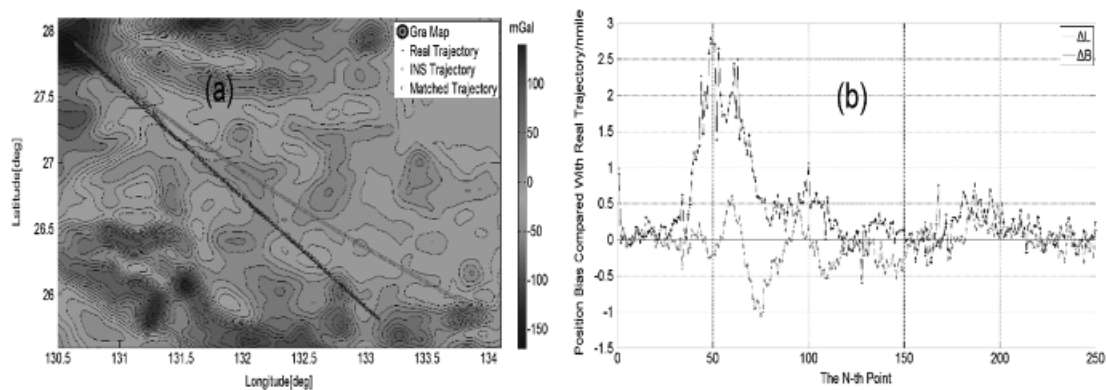 mGal
28
27.5
27
26.5
26
Latitude[deg]
130.5
131
131.5
132
132.5
133
133.5
134
Longitude[deg]
Gra Map
Real Trajectory
INS Trajectory
Matched Trajectory
(a)
100
50
0
-50
-100
-150
Position Bias Compared With Real Trajectory/nmile
3
2.5
2
1.5
1
0.5
0
-0.5
-1
-1.5
0
50
100
150
200
250
The N-th Point
ΔL
ΔB
(b)